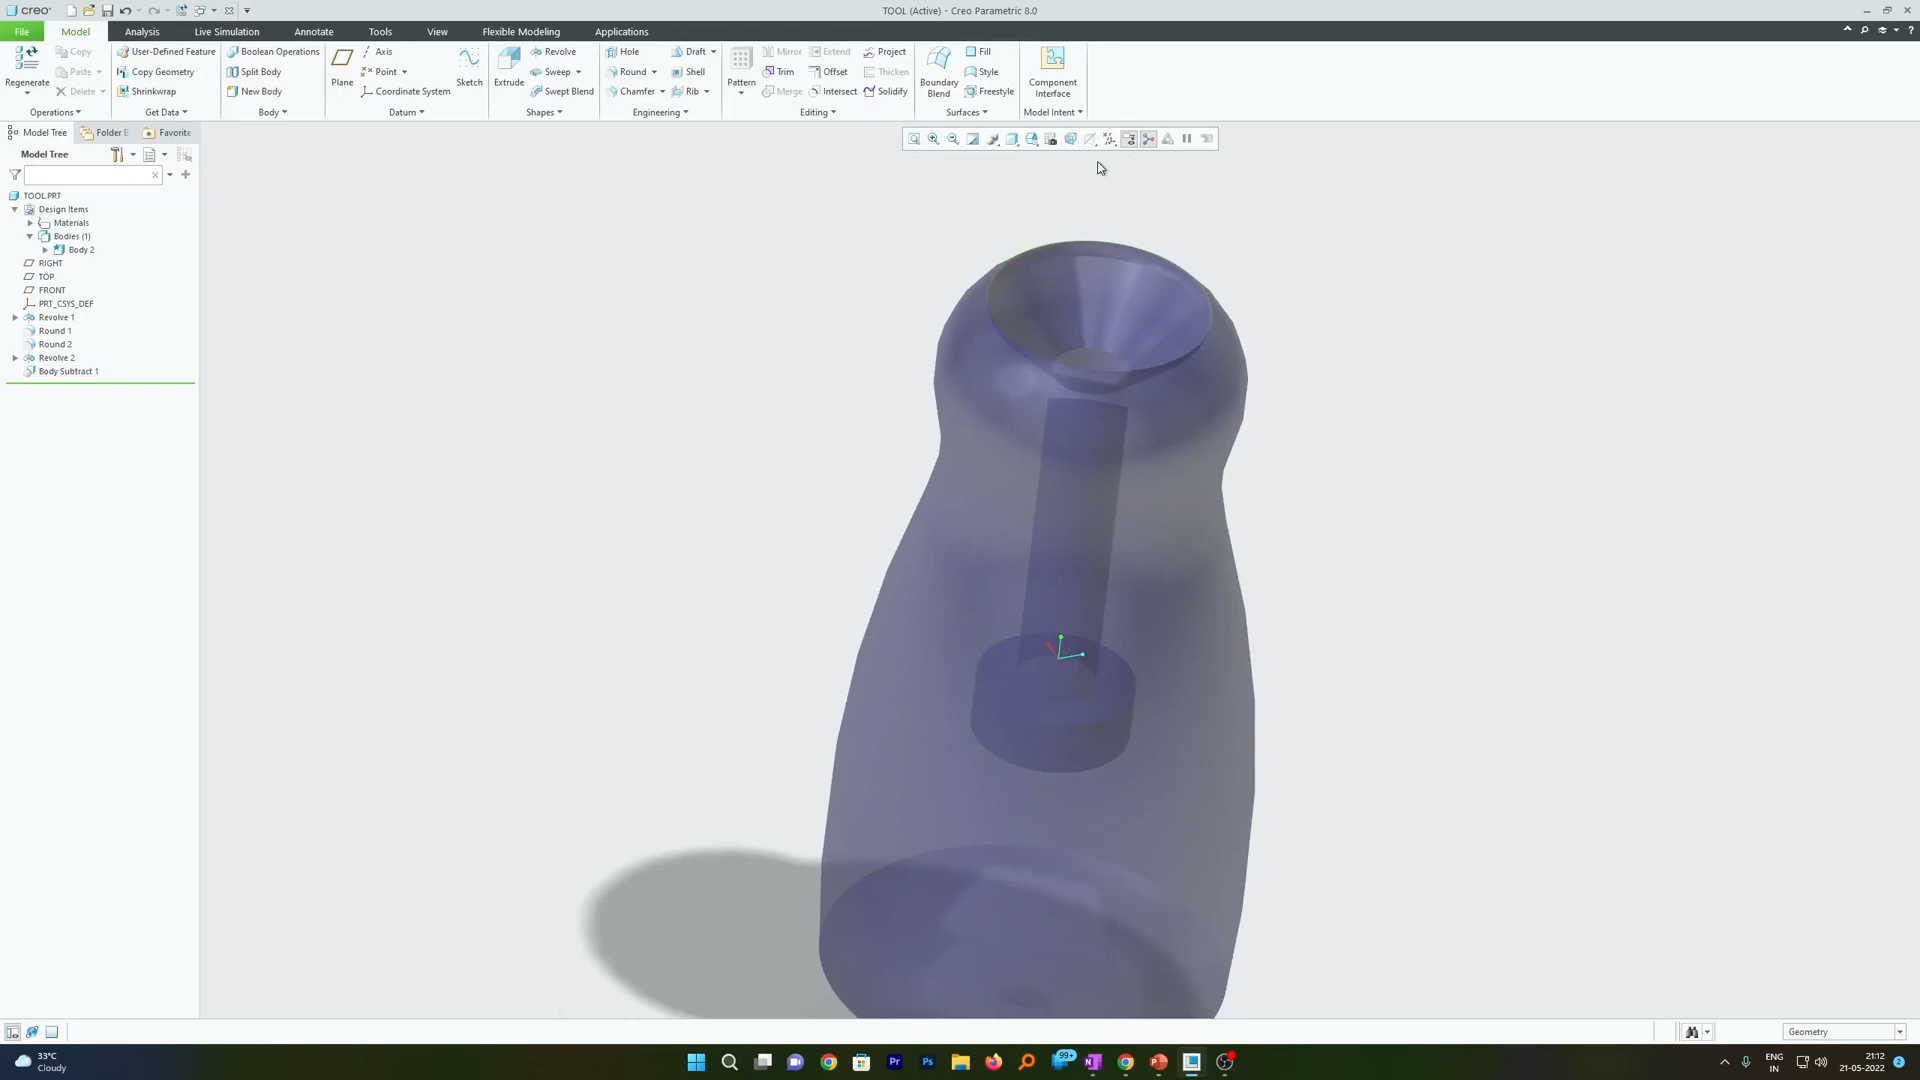 creo
TOOL (Active) - Creo Parametric 8.0
File Model Analysis Live Simulation Annotate Tools View Flexible Modeling Applications
Regenerate
Copy
Paste
Delete
Operations
User-Defined Feature
Copy Geometry
Shrinkwrap
Get Data
Boolean Operations
Split Body
New Body
Body
Plane
Axis
Point
Coordinate System
Sketch
Datum
Extrude
Revolve
Sweep
Swept Blend
Shapes
Hole
Round
Chamfer
Draft
Shell
Rib
Engineering
Pattern
Mirror
Trim
Merge
Extend
Offset
Intersect
Project
Thicken
Solidify
Editing
Boundary
Blend
Fill
Style
Freestyle
Surfaces
Component
Interface
Model Intent
Model Tree Folder B Favorite
Model Tree
TOOL.PRT
Design Items
Materials
Bodies (1)
Body 2
RIGHT
TOP
FRONT
PRT_CSYS_DEF
Revolve 1
Round 1
Round 2
Revolve 2
Body Subtract 1
Geometry
33°C
Cloudy
Pr
Ps
99+
ENG
IN
21:12
21-05-2022
2